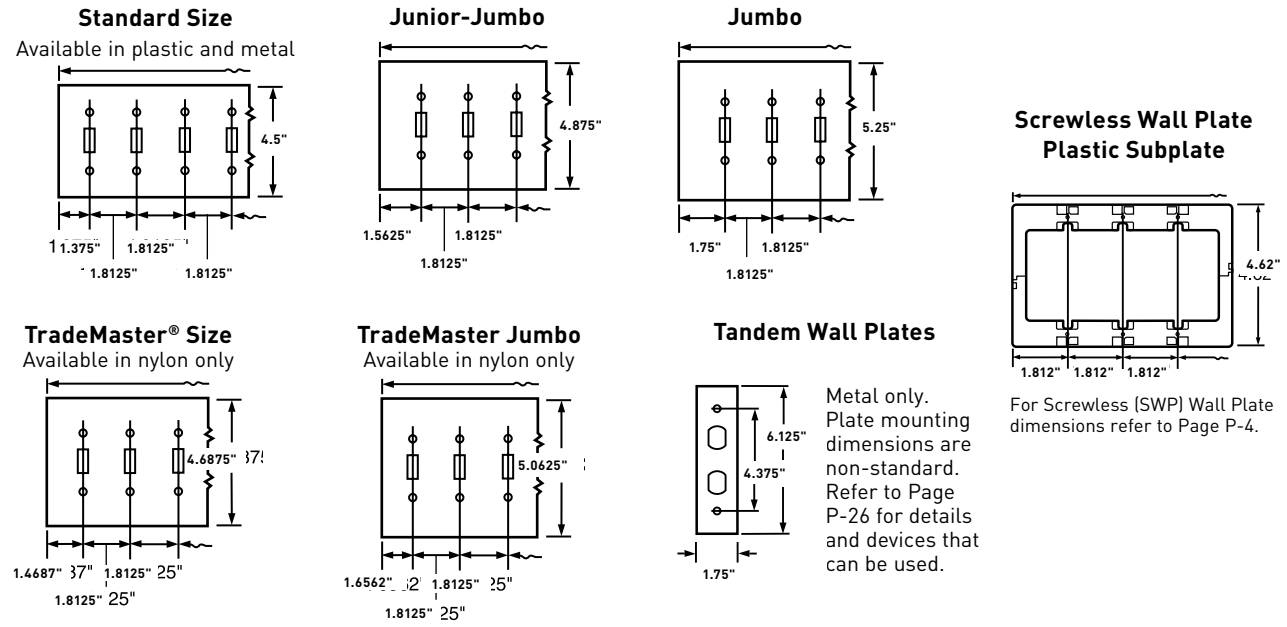 Standard Size
Available in plastic and metal
4.5"
1.375"
1.8125"
1.8125"
1.8125"
Junior-Jumbo
4.875"
1.5625"
1.8125"
1.8125"
Jumbo
5.25"
1.75"
1.8125"
1.8125"
Screwless Wall Plate
Plastic Subplate
4.62"
1.812"
1.812"
1.812"
For Screwless (SWP) Wall Plate
dimensions refer to Page P-4.
TradeMaster® Size
Available in nylon only
4.6875"
1.4687"
1.8125"
1.8125"
TradeMaster Jumbo
Available in nylon only
5.0625"
1.6562"
1.8125"
1.8125"
Tandem Wall Plates
6.125"
4.375"
1.75"
Metal only.
Plate mounting
dimensions are
non-standard.
Refer to Page
P-26 for details
and devices that
can be used.